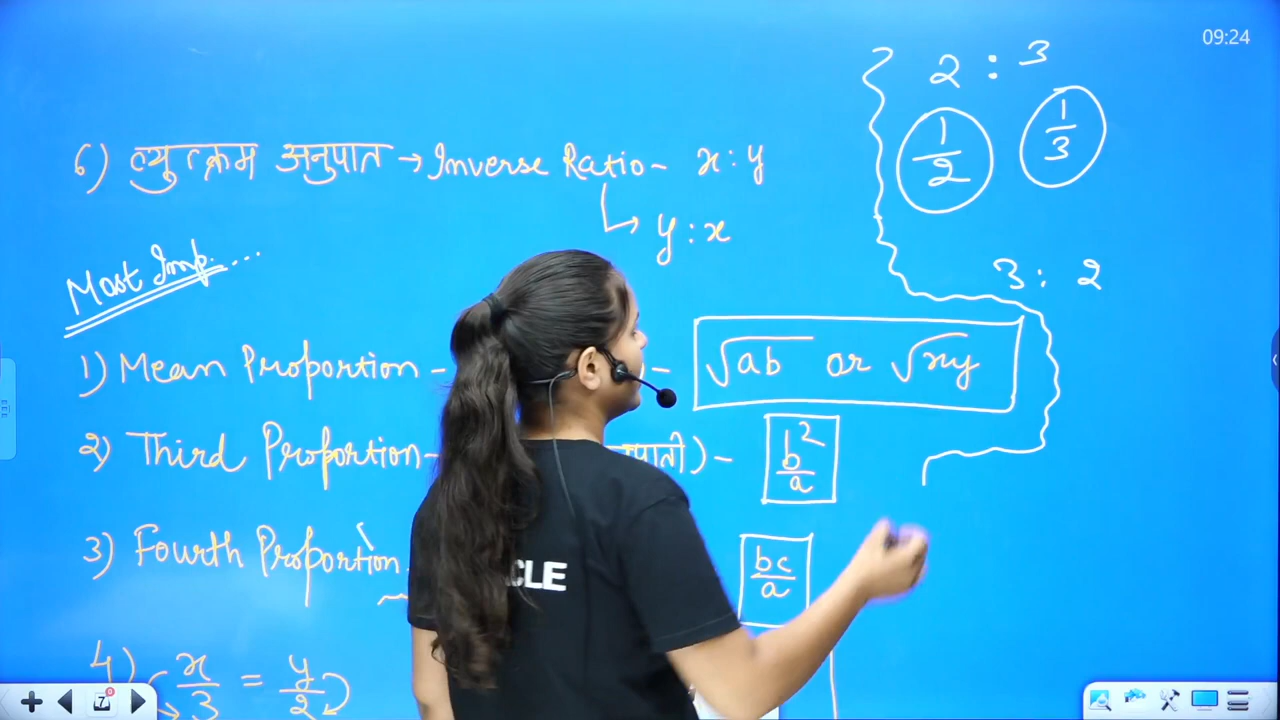 09:24
2 : 3
1/2 1/3
6) व्युत्क्रम अनुपात → Inverse Ratio - x : y
↳ y : x
3 : 2
Most Imp. ...
1) Mean Proportion - - √ab or √xy
2) Third Proportion - पाती) - b²/a
3) Fourth Proportion bc/a
4) x/3 = y/2
CLE
7